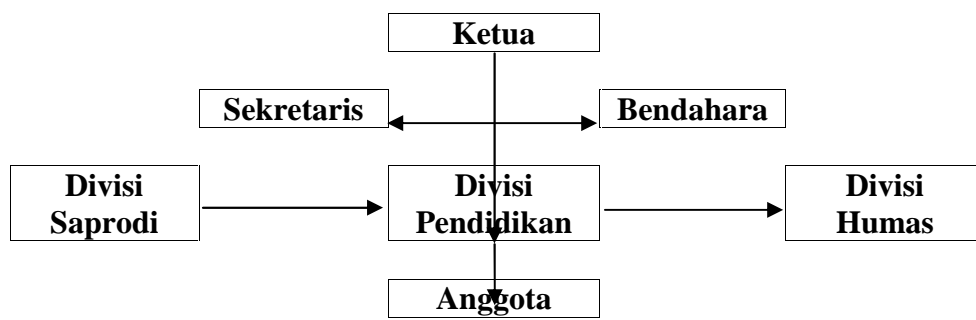 Ketua
Sekretaris
Bendahara
Divisi
Saprodi
Divisi
Pendidikan
Divisi
Humas
Anggota